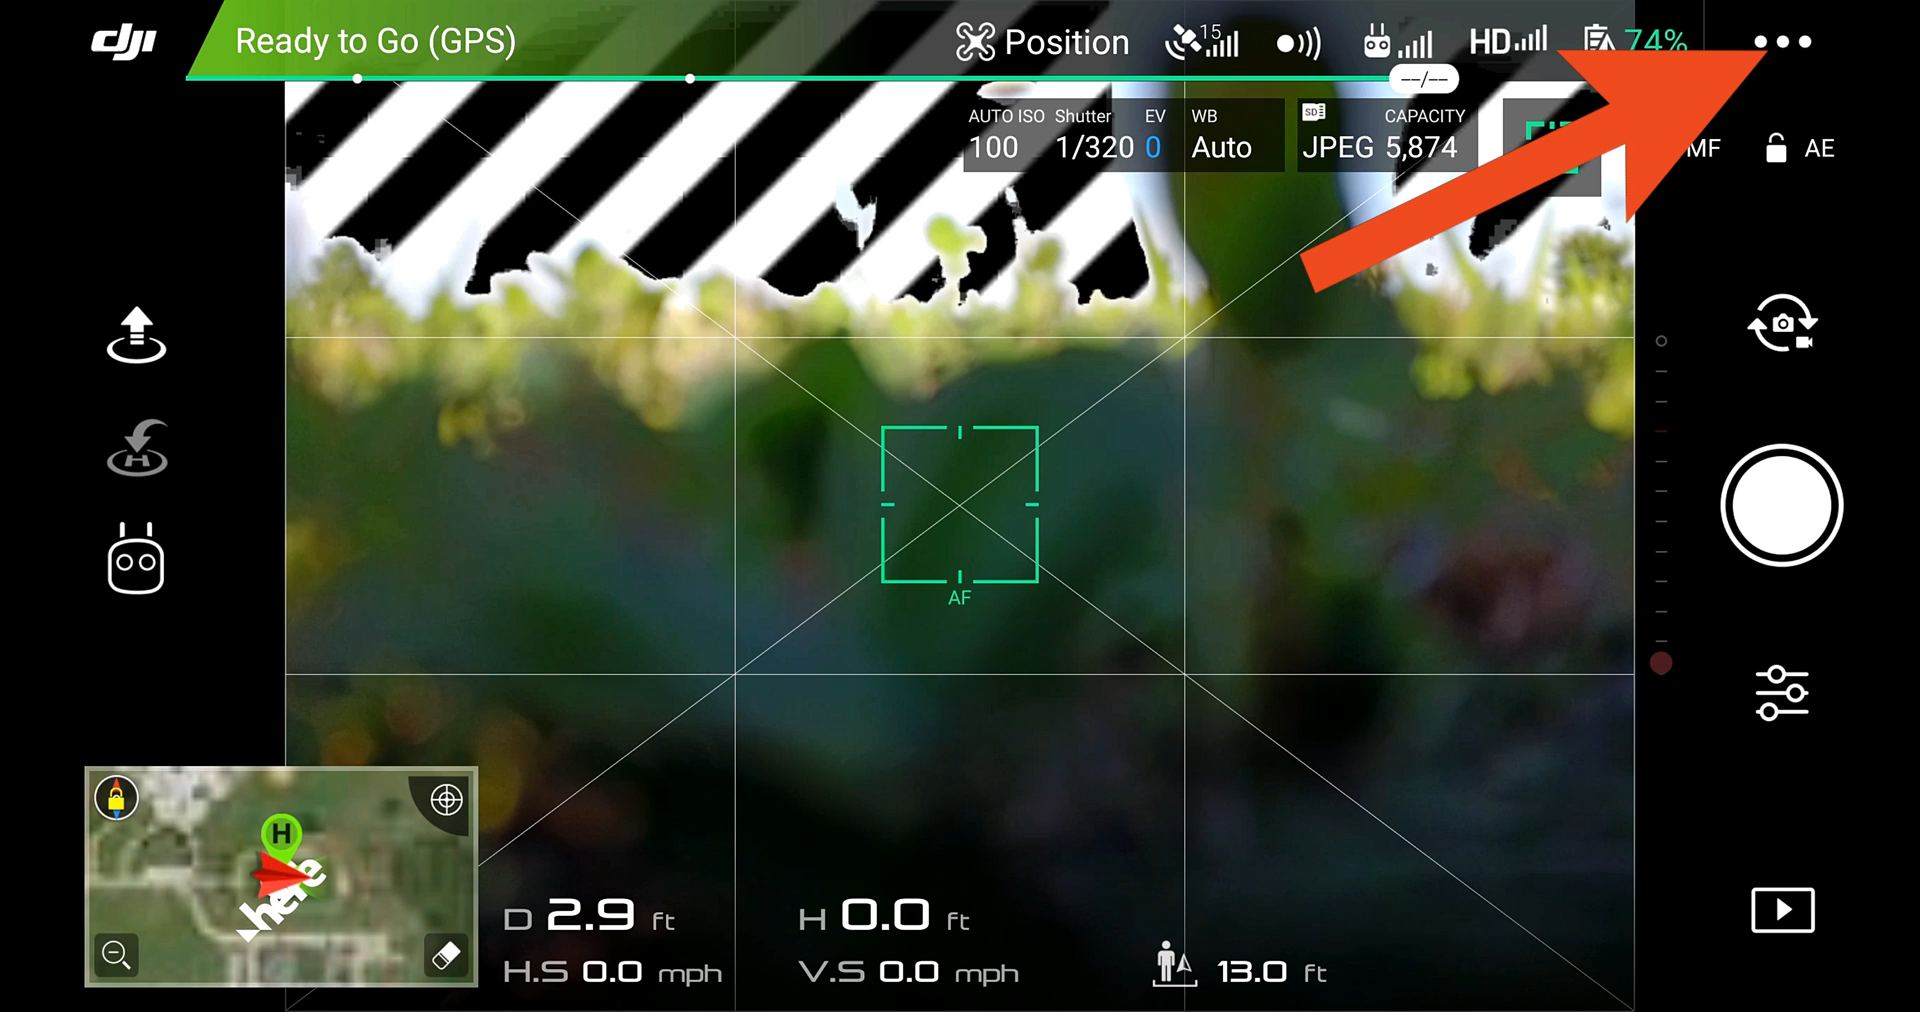 dji Ready to Go (GPS) Position 15 HD 74%
--/--
AUTO ISO Shutter EV WB SD CAPACITY
100 1/320 0 Auto JPEG 5,874 MF AE
AF
H
here
D 2.9 ft H 0.0 ft
H.S 0.0 mph V.S 0.0 mph 13.0 ft
H